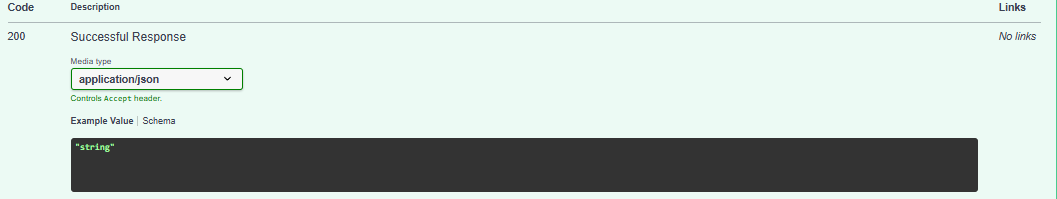 Code Description Links
200 Successful Response No links
Media type
application/json
Controls Accept header.
Example Value | Schema
"string"